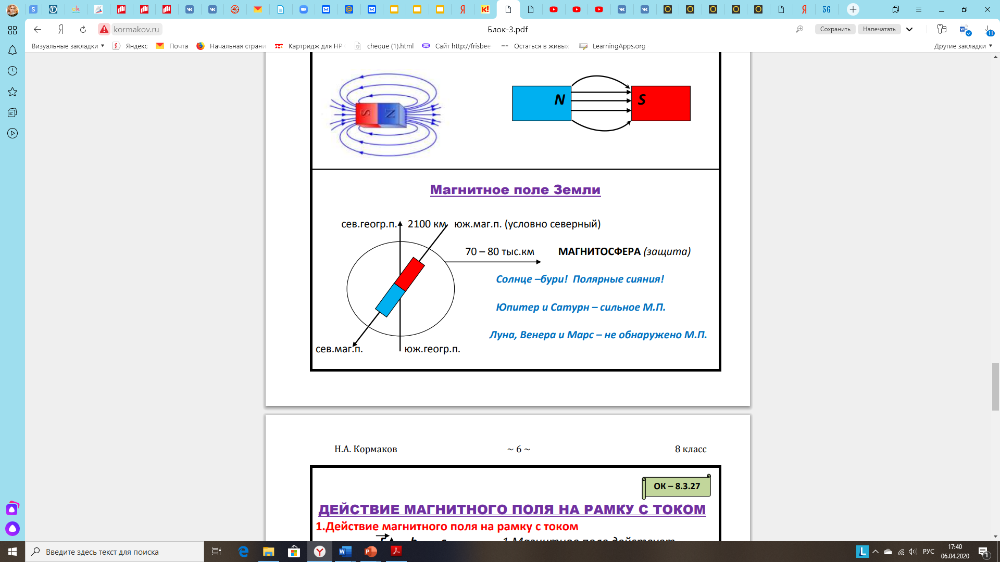 56
kormakov.ru
Блок-3.pdf
Сохранить
Напечатать
11
Визуальные закладки
Яндекс
Почта
Начальная страни
Картридж для HP
cheque (1).html
Сайт http://frisbee-
Остаться в живых
LearningApps.org -
Другие закладки
S N
N S
Магнитное поле Земли
сев.геогр.п. 2100 км юж.маг.п. (условно северный)
70 – 80 тыс.км МАГНИТОСФЕРА (защита)
Солнце –бури! Полярные сияния!
Юпитер и Сатурн – сильное М.П.
Луна, Венера и Марс – не обнаружено М.П.
сев.маг.п. юж.геогр.п.
Н.А. Кормаков ~ 6 ~ 8 класс
ОК – 8.3.27
ДЕЙСТВИЕ МАГНИТНОГО ПОЛЯ НА РАМКУ С ТОКОМ
1.Действие магнитного поля на рамку с током
1.Магнитное поле действует
Введите здесь текст для поиска
РУС
17:40
06.04.2020
1